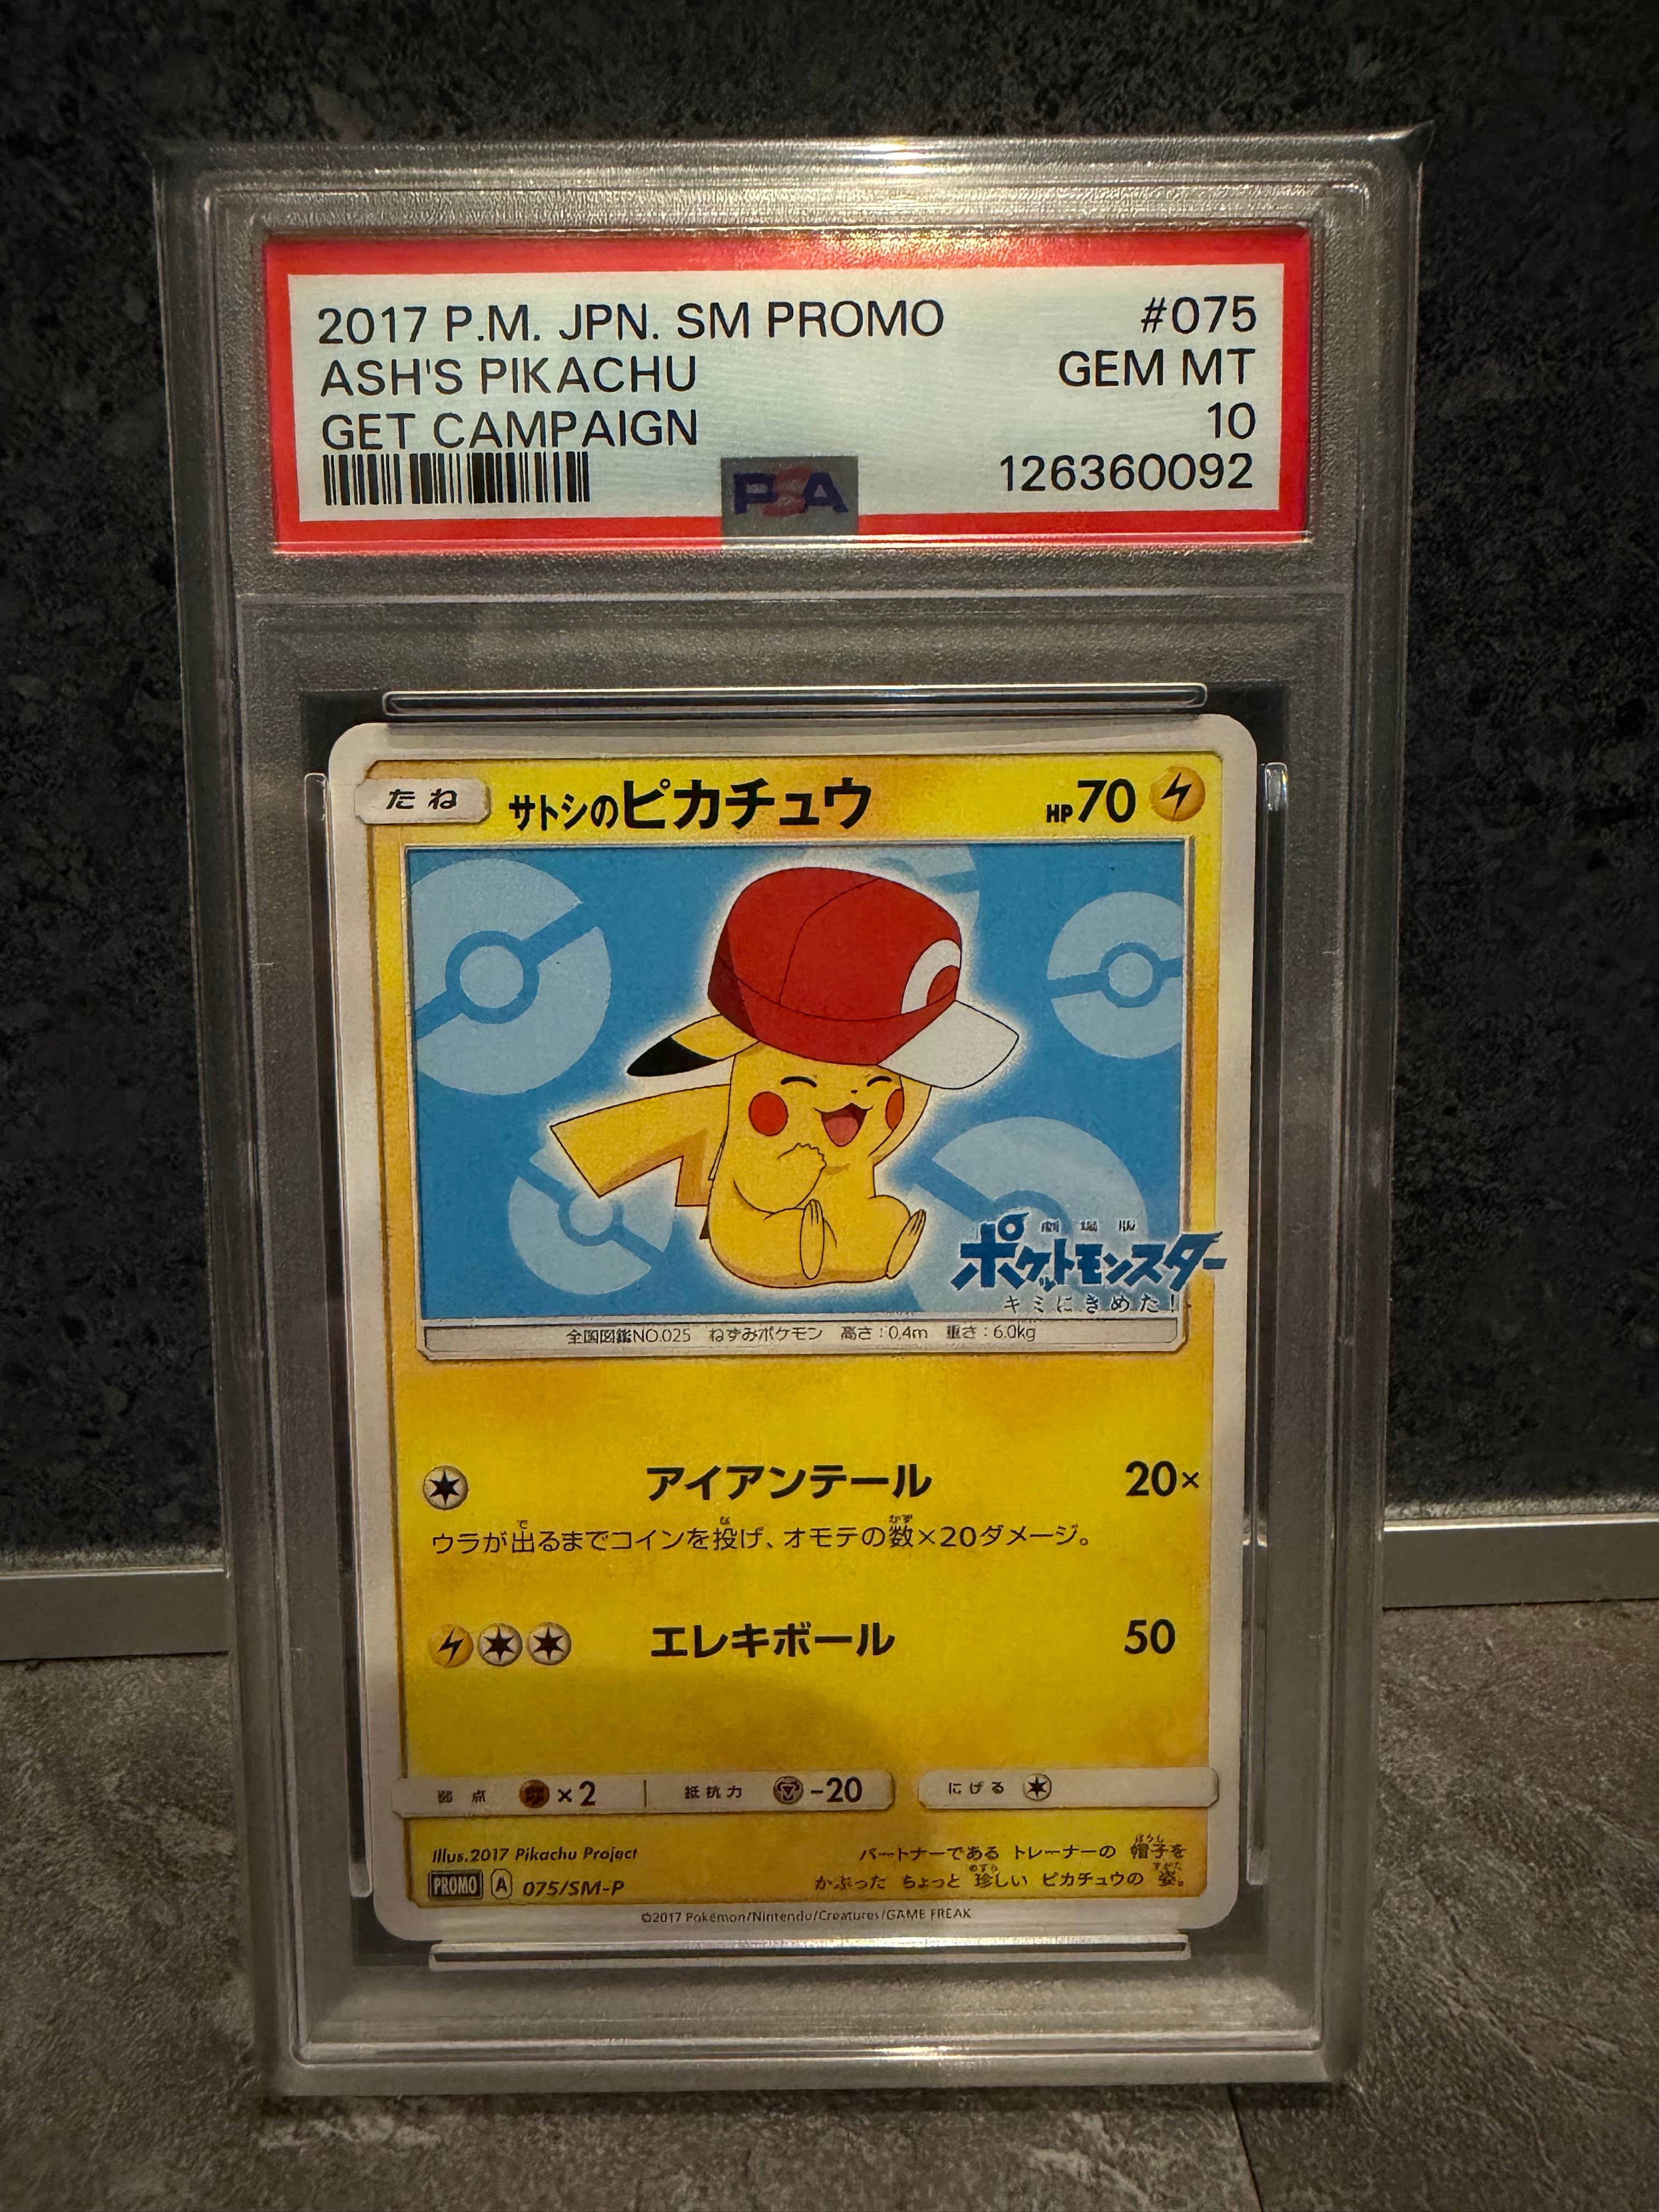 2017 P.M. JPN. SM PROMO #075
ASH'S PIKACHU GEM MT
GET CAMPAIGN 10
PSA 126360092
たね サトシのピカチュウ HP 70
劇場版
ポケットモンスター
キミにきめた!
全国図鑑NO.025 ねずみポケモン 高さ:0.4m 重さ:6.0kg
アイアンテール 20×
ウラが出るまでコインを投げ、オモテの数×20ダメージ。
エレキボール 50
弱点 ×2 抵抗力 -20 にげる
Illus.2017 Pikachu Project
パートナーである トレーナーの 帽子を
かぶった ちょっと 珍しい ピカチュウの 姿。
PROMO A 075/SM-P
©2017 Pokémon/Nintendo/Creatures/GAME FREAK